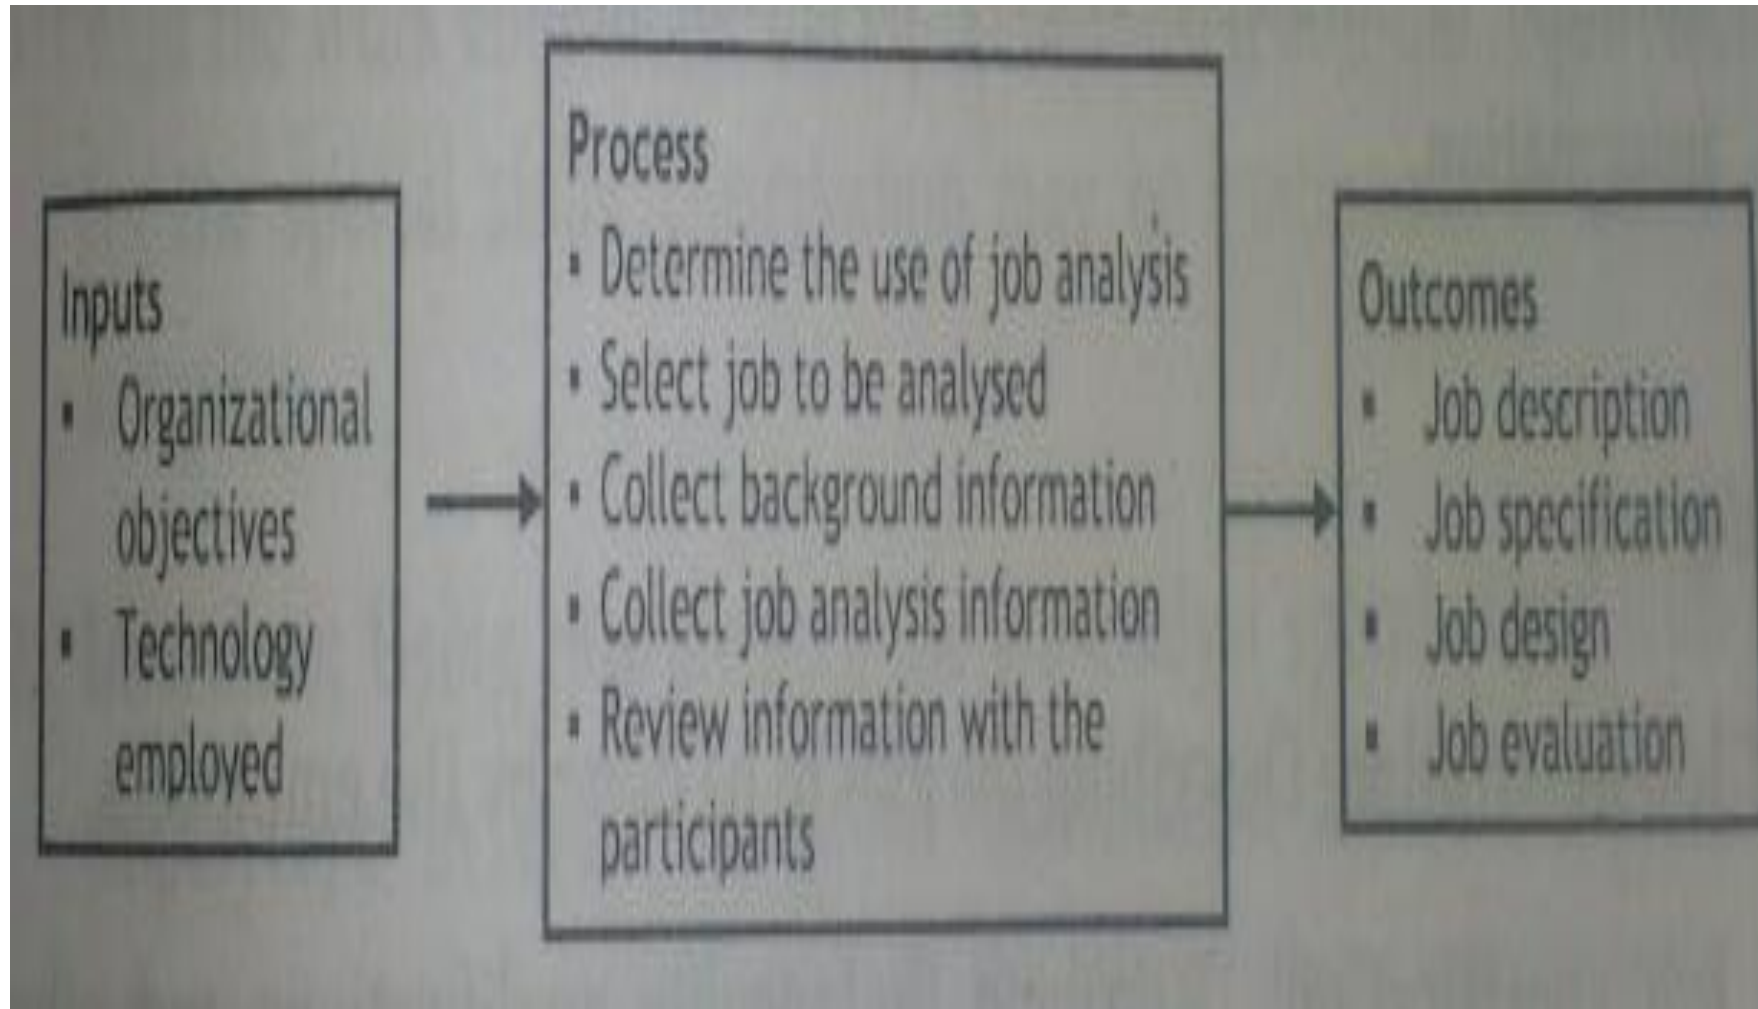 Inputs
▪ Organizational
objectives
▪ Technology
employed
Process
▪ Determine the use of job analysis
▪ Select job to be analysed
▪ Collect background information
▪ Collect job analysis information
▪ Review information with the
participants
Outcomes
▪ Job description
▪ Job specification
▪ Job design
▪ Job evaluation